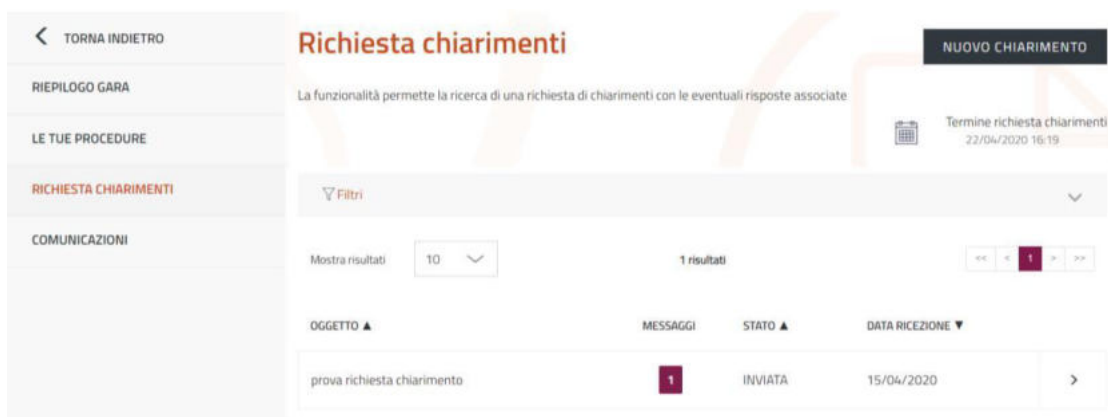 TORNA INDIETRO
RIEPILOGO GARA
LE TUE PROCEDURE
RICHIESTA CHIARIMENTI
COMUNICAZIONI
Richiesta chiarimenti
NUOVO CHIARIMENTO
La funzionalità permette la ricerca di una richiesta di chiarimenti con le eventuali risposte associate
Termine richiesta chiarimenti
22/04/2020 16:19
Filtri
Mostra risultati 10 1 risultati << < 1 > >>
OGGETTO ▲ MESSAGGI STATO ▲ DATA RICEZIONE ▼
prova richiesta chiarimento 1 INVIATA 15/04/2020 >